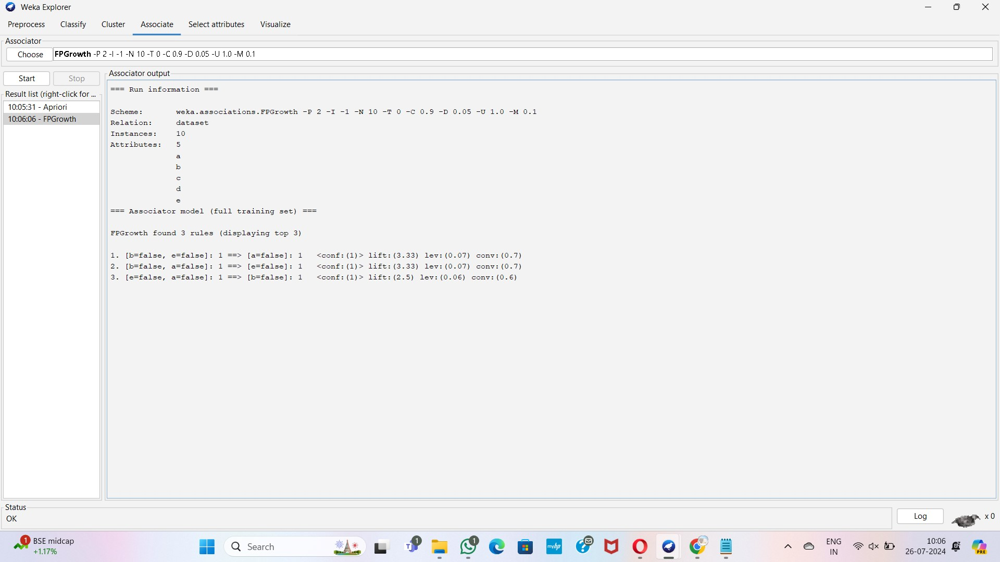 Weka Explorer
Preprocess Classify Cluster Associate Select attributes Visualize
Associator
Choose FPGrowth -P 2 -I -1 -N 10 -T 0 -C 0.9 -D 0.05 -U 1.0 -M 0.1
Start Stop
Associator output
Result list (right-click for ...
10:05:31 - Apriori
10:06:06 - FPGrowth
=== Run information ===
Scheme: weka.associations.FPGrowth -P 2 -I -1 -N 10 -T 0 -C 0.9 -D 0.05 -U 1.0 -M 0.1
Relation: dataset
Instances: 10
Attributes: 5
a
b
c
d
e
=== Associator model (full training set) ===
FPGrowth found 3 rules (displaying top 3)
1. [b=false, e=false]: 1 ==> [a=false]: 1 <conf:(1)> lift:(3.33) lev:(0.07) conv:(0.7)
2. [b=false, a=false]: 1 ==> [e=false]: 1 <conf:(1)> lift:(3.33) lev:(0.07) conv:(0.7)
3. [e=false, a=false]: 1 ==> [b=false]: 1 <conf:(1)> lift:(2.5) lev:(0.06) conv:(0.6)
Status
OK
Log
x 0
1 BSE midcap
+1.17%
Search
1
1
myhp
ENG
IN
10:06
26-07-2024
PRE